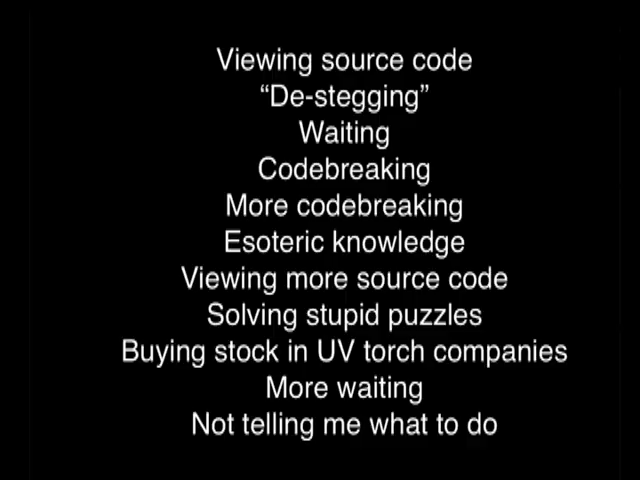 Viewing source code
“De-stegging”
Waiting
Codebreaking
More codebreaking
Esoteric knowledge
Viewing more source code
Solving stupid puzzles
Buying stock in UV torch companies
More waiting
Not telling me what to do